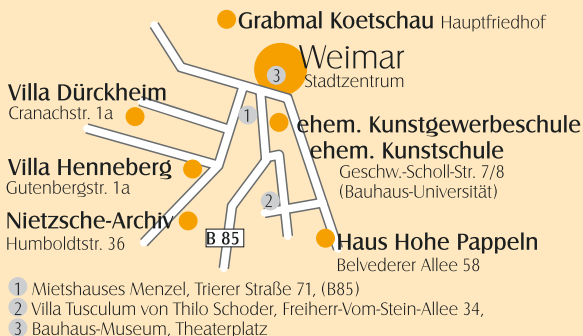 Grabmal Koetschau Hauptfriedhof
Weimar
Stadtzentrum
3
Villa Dürckheim
Cranachstr. 1a
1
ehem. Kunstgewerbeschule
ehem. Kunstschule
Geschw.-Scholl-Str. 7/8
(Bauhaus-Universität)
Villa Henneberg
Gutenbergstr. 1a
2
Nietzsche-Archiv
Humboldtstr. 36
B 85
Haus Hohe Pappeln
Belvederer Allee 58
1 Mietshauses Menzel, Trierer Straße 71, (B85)
2 Villa Tusculum von Thilo Schoder, Freiherr-Vom-Stein-Allee 34,
3 Bauhaus-Museum, Theaterplatz